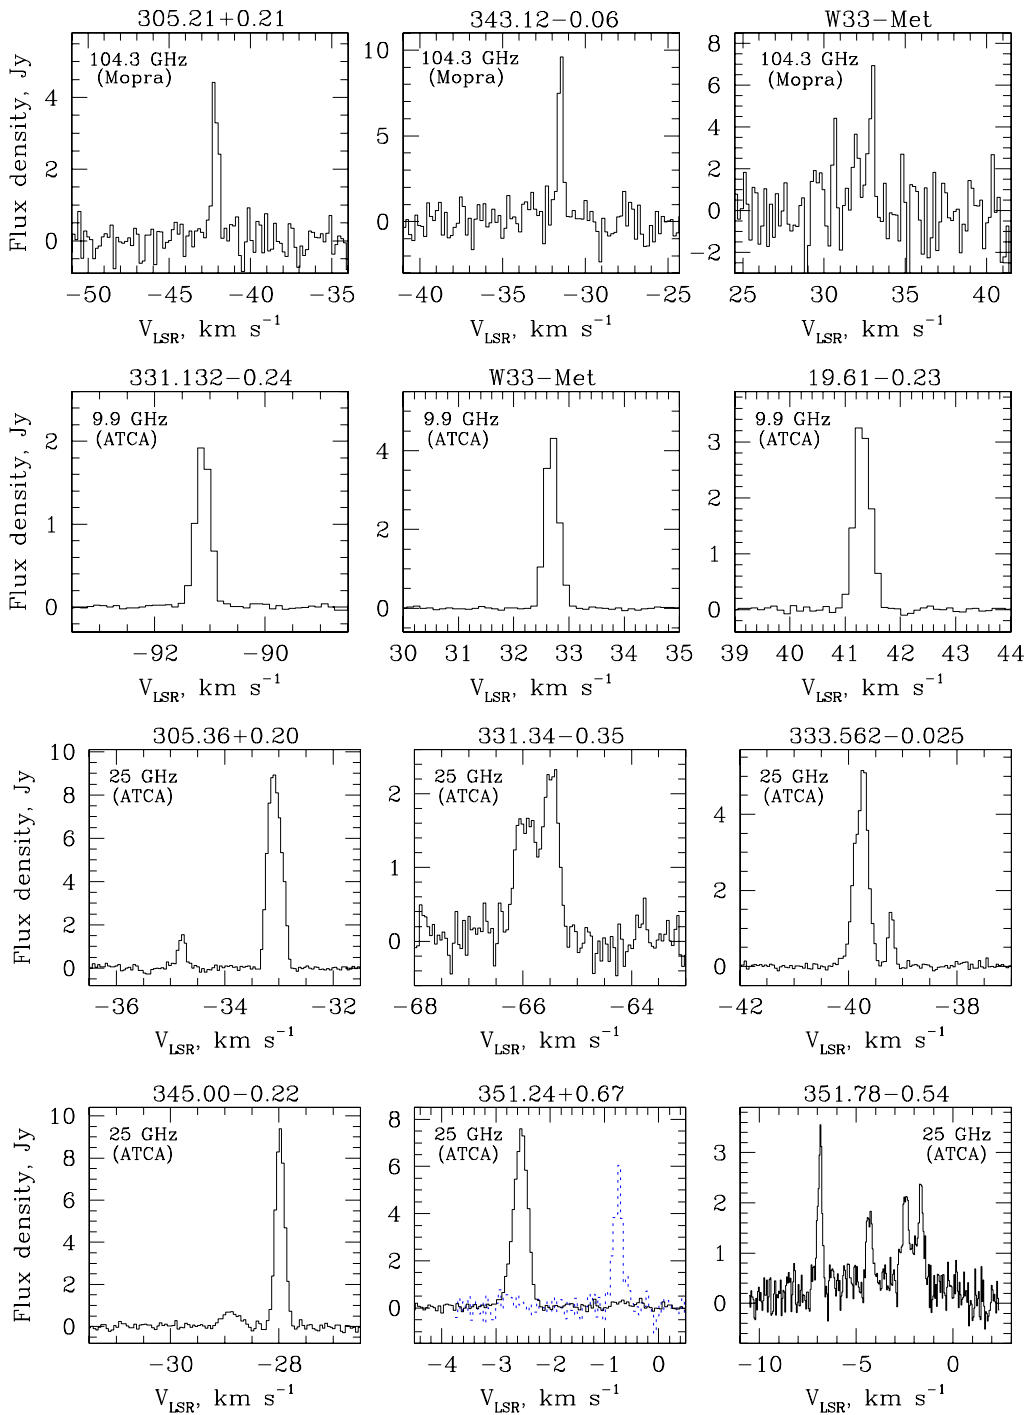 305.21+0.21 343.12−0.06 W33−Met
104.3 GHz 104.3 GHz 104.3 GHz
(Mopra) (Mopra) (Mopra)
Flux density, Jy
4 2 0
10 5 0
8 6 4 2 0 −2
−50 −45 −40 −35 −40 −35 −30 −25 25 30 35 40
V_LSR, km s⁻¹ V_LSR, km s⁻¹ V_LSR, km s⁻¹
331.132−0.24 W33−Met 19.61−0.23
9.9 GHz 9.9 GHz 9.9 GHz
(ATCA) (ATCA) (ATCA)
Flux density, Jy
2 1 0
4 2 0
3 2 1 0
−92 −90 30 31 32 33 34 35 39 40 41 42 43 44
V_LSR, km s⁻¹ V_LSR, km s⁻¹ V_LSR, km s⁻¹
305.36+0.20 331.34−0.35 333.562−0.025
25 GHz 25 GHz 25 GHz
(ATCA) (ATCA) (ATCA)
Flux density, Jy
10 8 6 4 2 0
2 1 0
4 2 0
−36 −34 −32 −68 −66 −64 −42 −40 −38
V_LSR, km s⁻¹ V_LSR, km s⁻¹ V_LSR, km s⁻¹
345.00−0.22 351.24+0.67 351.78−0.54
25 GHz 25 GHz 25 GHz
(ATCA) (ATCA) (ATCA)
Flux density, Jy
10 8 6 4 2 0
8 6 4 2 0
3 2 1 0
−30 −28 −4 −3 −2 −1 0 −10 −5 0
V_LSR, km s⁻¹ V_LSR, km s⁻¹ V_LSR, km s⁻¹